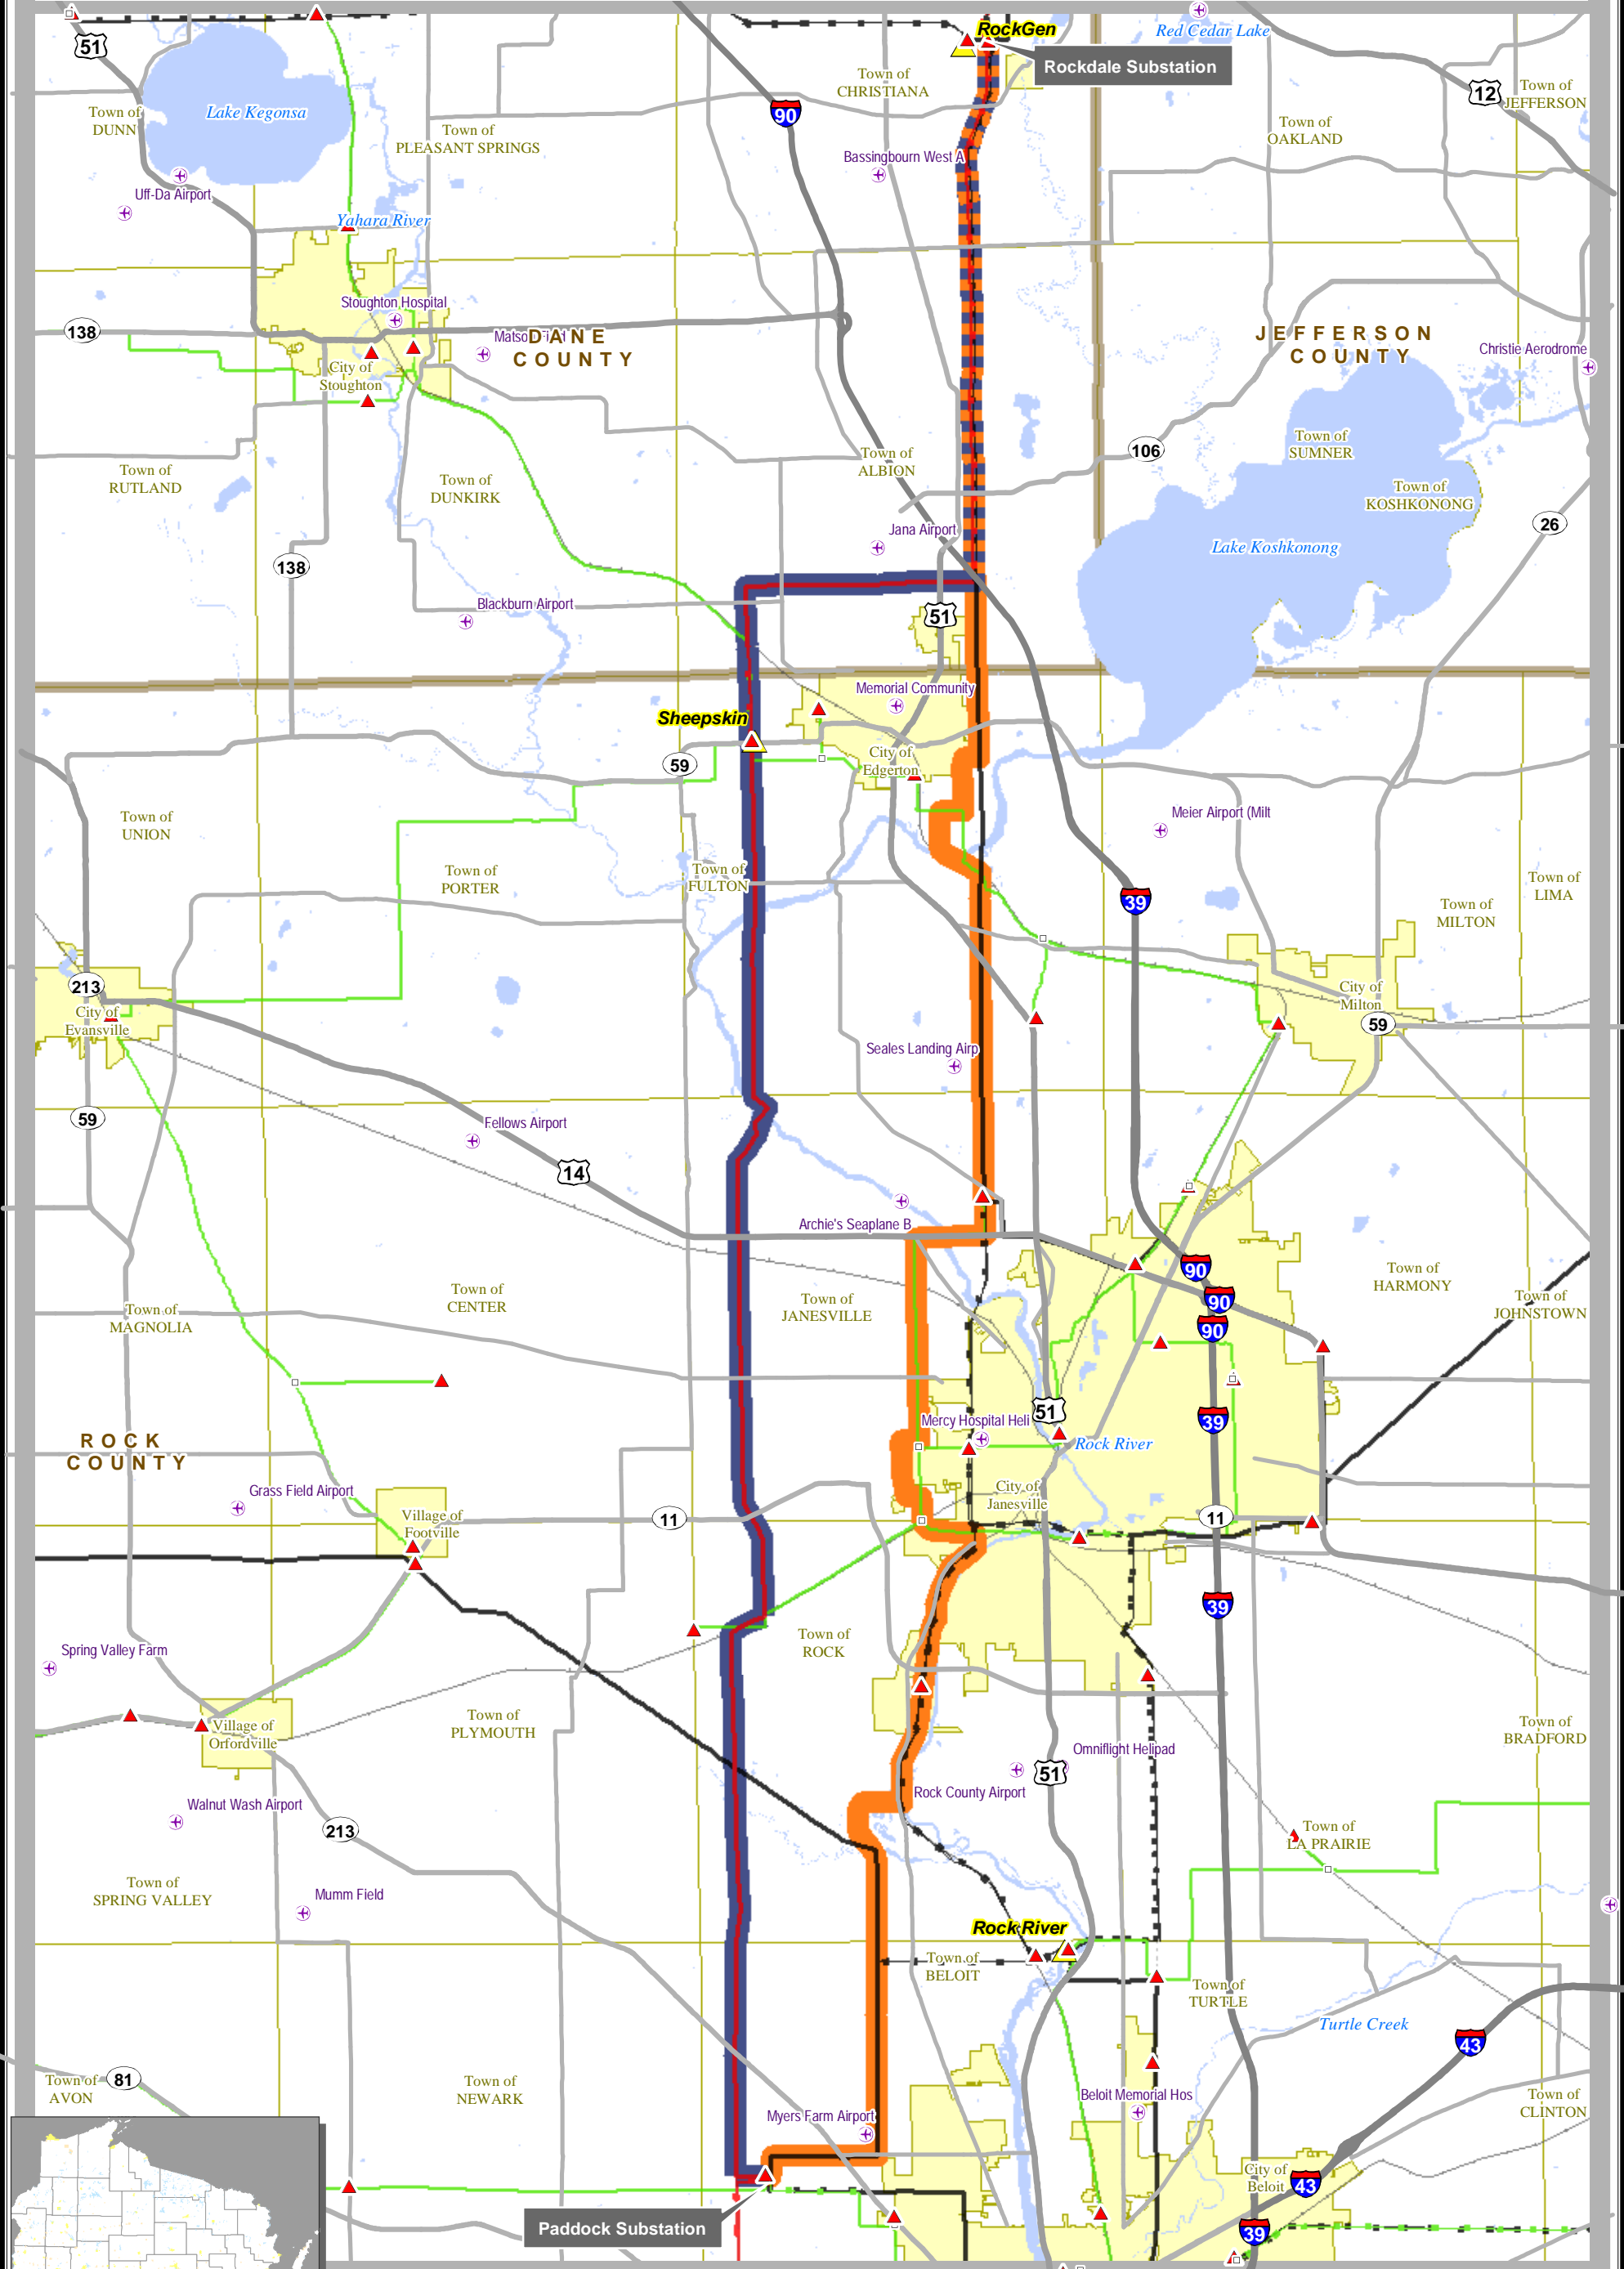 RockGen
Red Cedar Lake
51
Rockdale Substation
Town of
CHRISTIANA
90
12
Town of
JEFFERSON
Town of
DUNN
Lake Kegonsa
Town of
PLEASANT SPRINGS
Town of
OAKLAND
Bassingbourn West A
Uff-Da Airport
Yahara River
Stoughton Hospital
138
Matso
DANE
COUNTY
JEFFERSON
COUNTY
Christie Aerodrome
City of
Stoughton
Town of
SUMNER
106
Town of
ALBION
Town of
RUTLAND
Town of
DUNKIRK
Town of
KOSHKONONG
26
Jana Airport
Lake Koshkonong
138
Blackburn Airport
51
Memorial Community
Sheepskin
59
City of
Edgerton
Meier Airport (Milt
Town of
UNION
Town of
PORTER
Town of
FULTON
Town of
LIMA
39
Town of
MILTON
213
City of
Evansville
City of
Milton
59
Seales Landing Airp
59
Fellows Airport
14
Archie's Seaplane B
90
Town of
HARMONY
Town of
CENTER
Town of
MAGNOLIA
Town of
JANESVILLE
90
Town of
JOHNSTOWN
90
51
39
Mercy Hospital Heli
Rock River
ROCK
COUNTY
Grass Field Airport
Village of
Footville
City of
Janesville
11
11
39
Spring Valley Farm
Town of
ROCK
Village of
Orfordville
Town of
PLYMOUTH
Town of
BRADFORD
Omniflight Helipad
51
Rock County Airport
Walnut Wash Airport
213
Town of
LA PRAIRIE
Town of
SPRING VALLEY
Mumm Field
Rock River
Town of
BELOIT
Town of
TURTLE
Turtle Creek
43
Town of
AVON
81
Town of
NEWARK
Beloit Memorial Hos
Town of
CLINTON
Myers Farm Airport
City of
Beloit
43
Paddock Substation
39